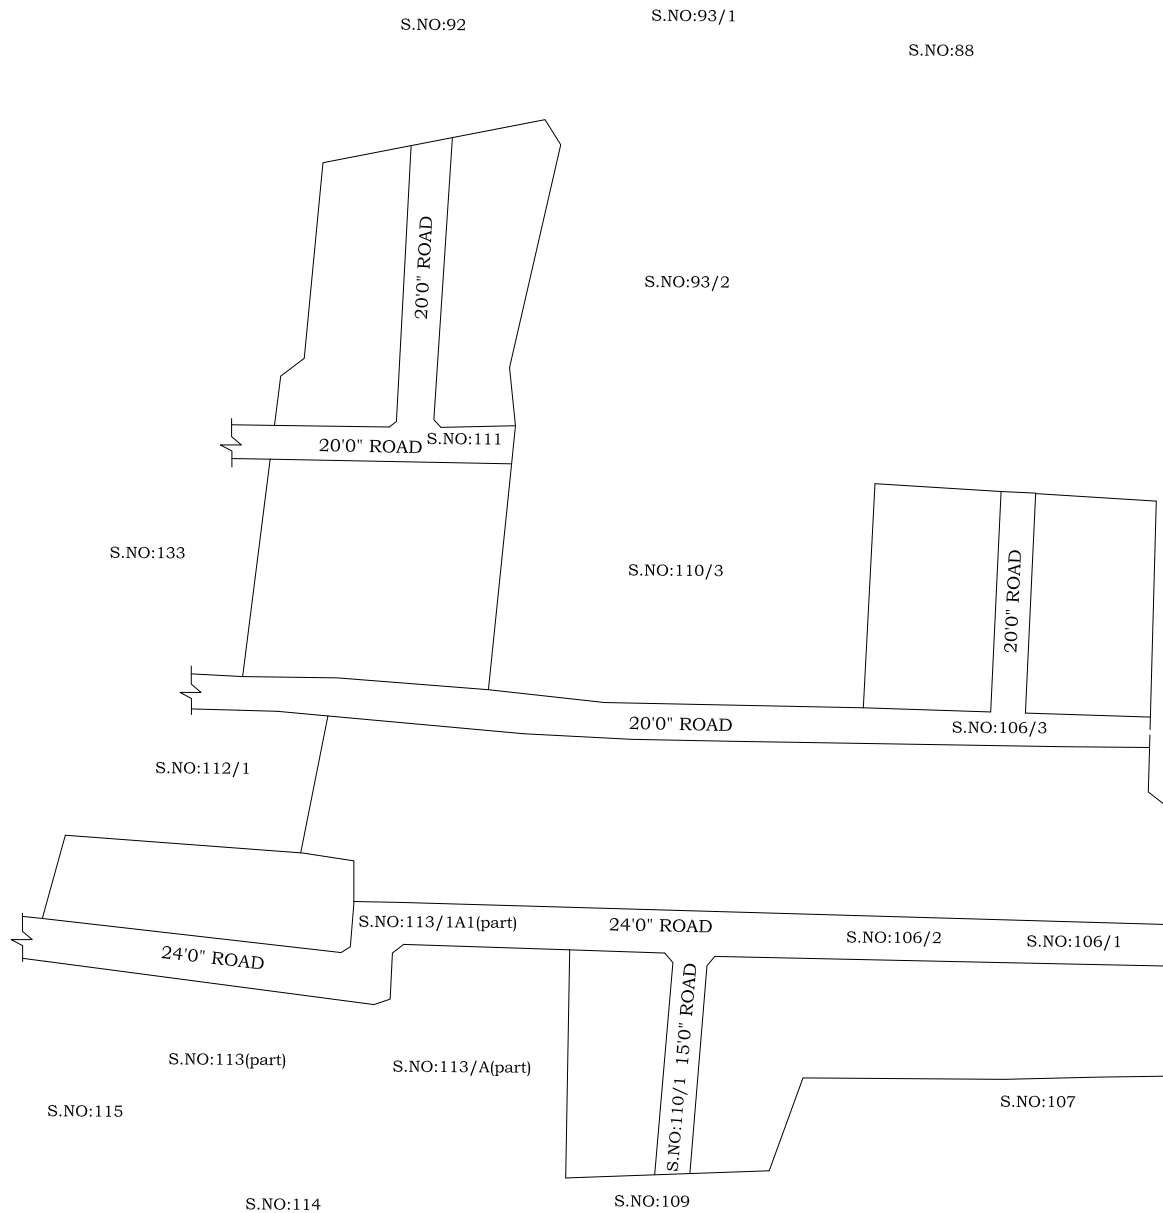 S.NO:92
S.NO:93/1
S.NO:88
20'0" ROAD
S.NO:93/2
20'0" ROAD
S.NO:111
S.NO:133
S.NO:110/3
20'0" ROAD
20'0" ROAD
S.NO:106/3
S.NO:112/1
S.NO:113/1A1(part)
24'0" ROAD
S.NO:106/2
S.NO:106/1
24'0" ROAD
S.NO:110/1 15'0" ROAD
S.NO:113(part)
S.NO:113/A(part)
S.NO:107
S.NO:115
S.NO:114
S.NO:109